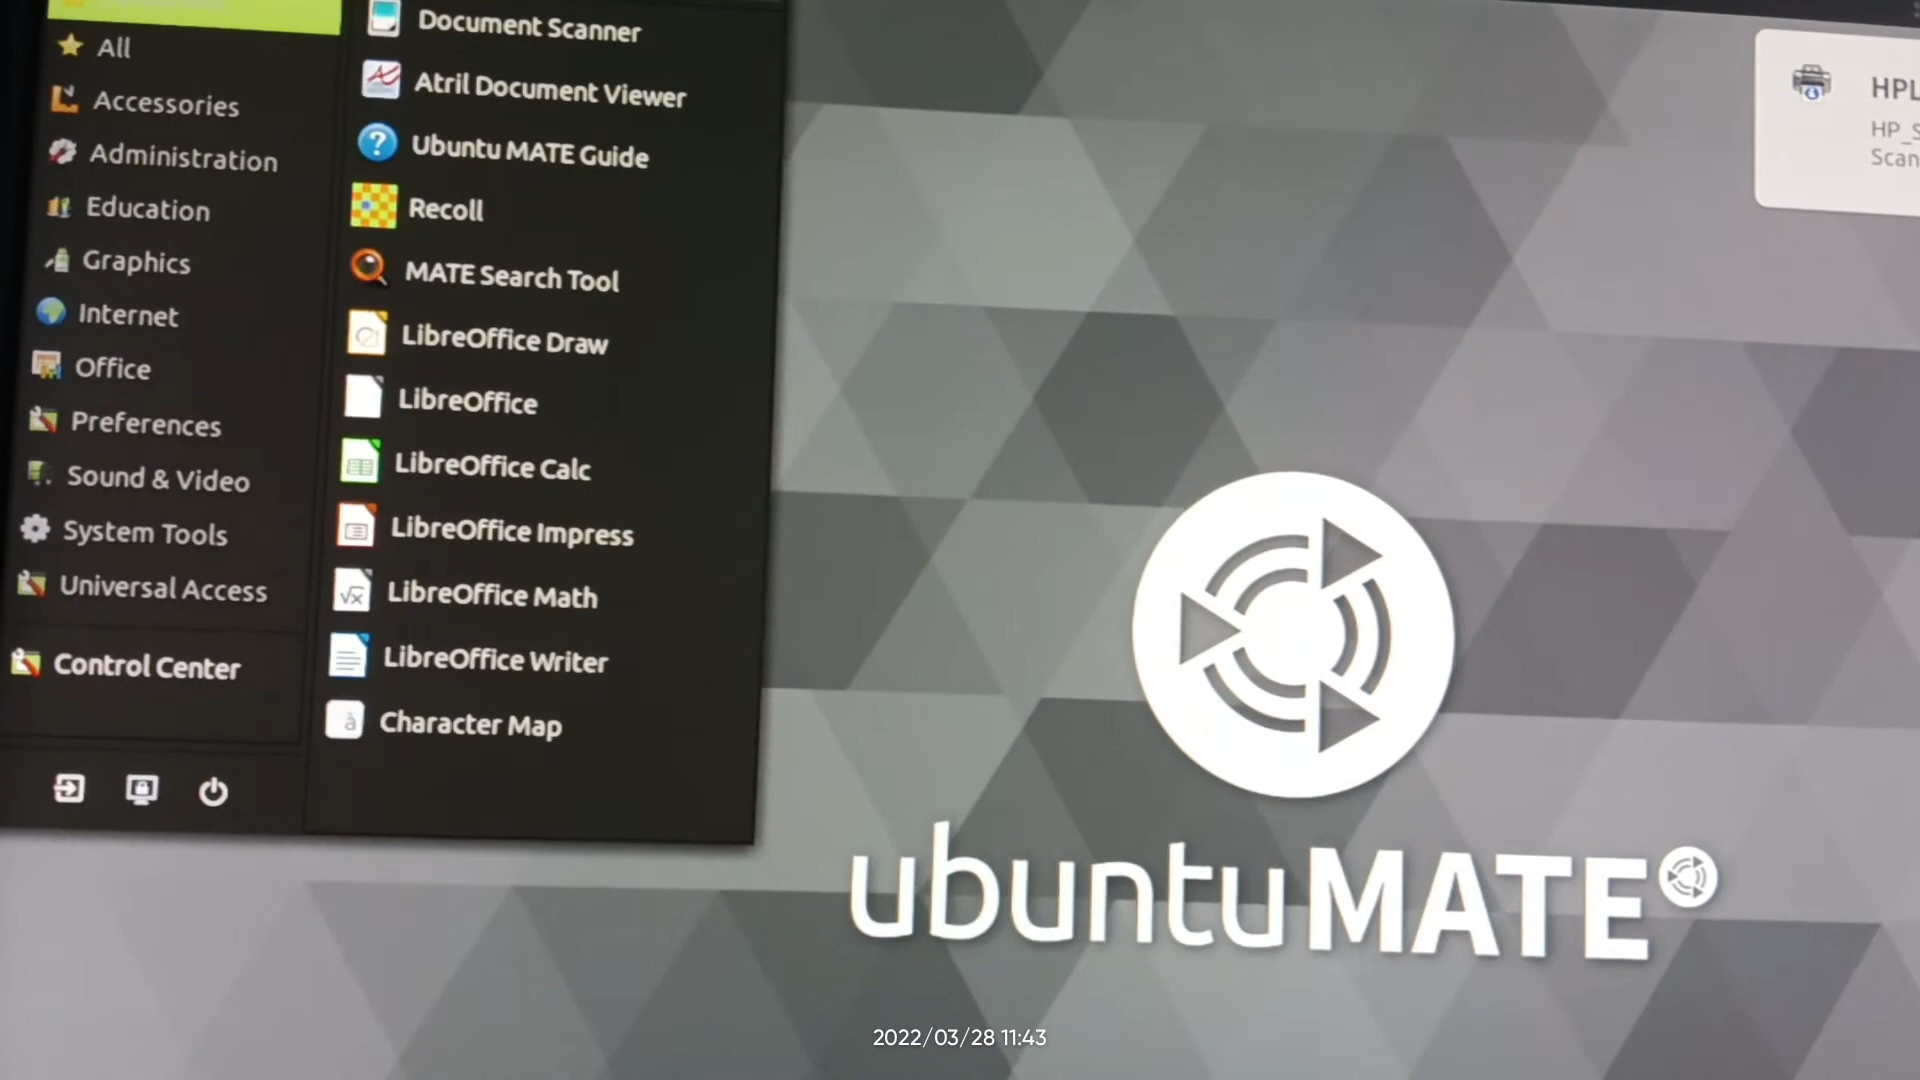 All
Accessories
Administration
Education
Graphics
Internet
Office
Preferences
Sound & Video
System Tools
Universal Access
Control Center
Document Scanner
Atril Document Viewer
Ubuntu MATE Guide
Recoll
MATE Search Tool
LibreOffice Draw
LibreOffice
LibreOffice Calc
LibreOffice Impress
LibreOffice Math
LibreOffice Writer
Character Map
HPL
HP_S
Scan
ubuntuMATE
2022/03/28 11:43